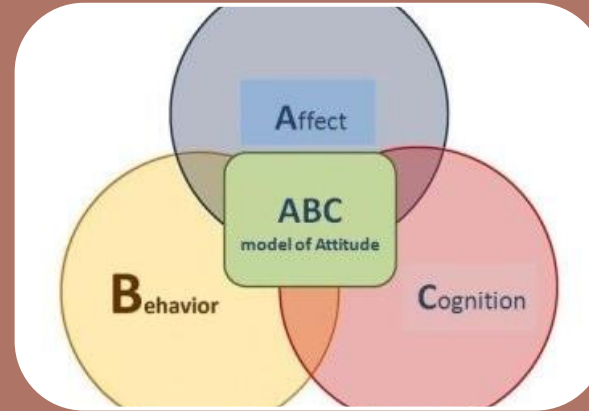 Affect
ABC
model of Attitude
Behavior
Cognition